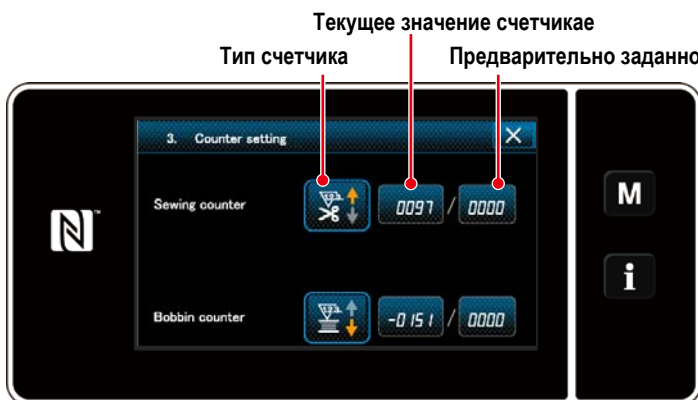 Текущее значение счетчикае
Тип счетчика Предварительно заданно
3. Counter setting X
Sewing counter 0097 / 0000 M
N
i
Bobbin counter -0151 / 0000